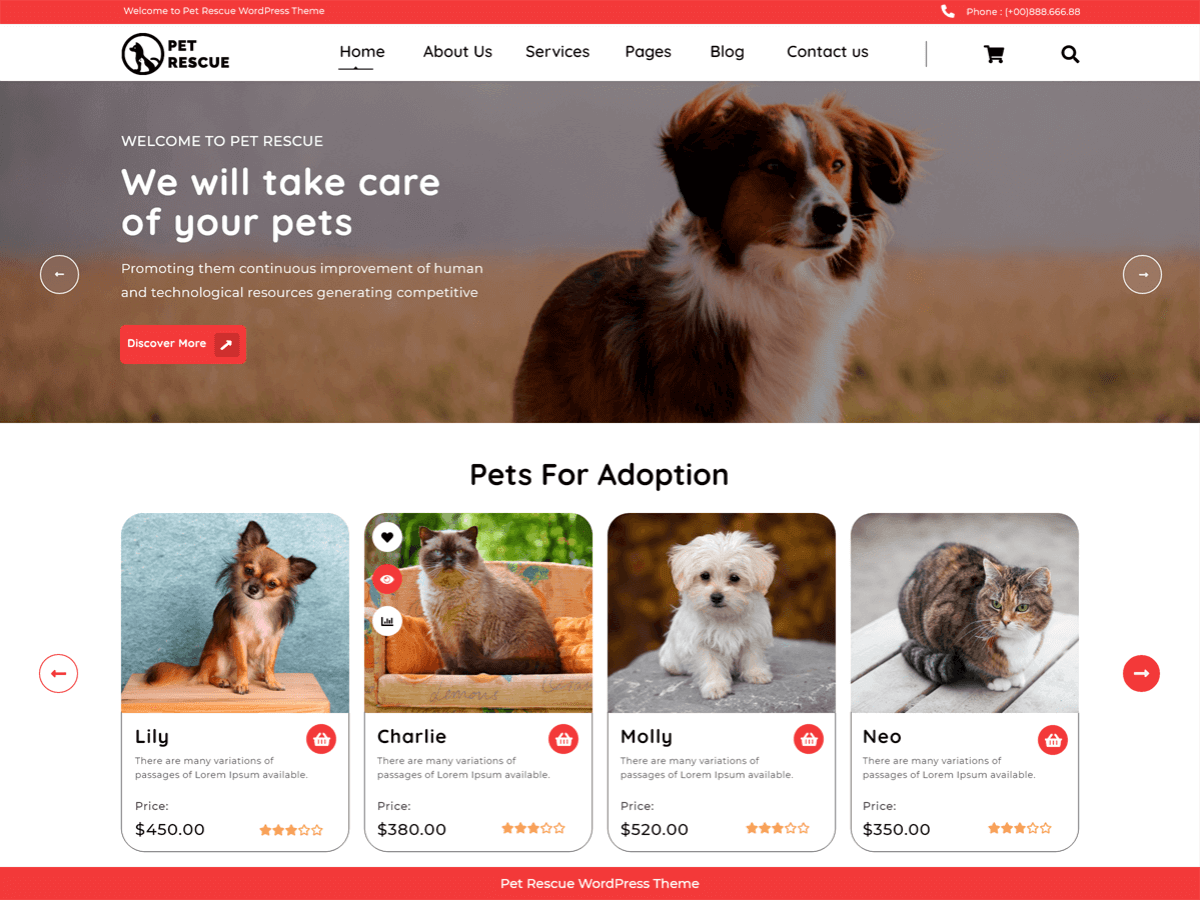 Welcome to Pet Rescue WordPress Theme
Phone : (+00)888.666.88
PET
RESCUE
Home
About Us
Services
Pages
Blog
Contact us
WELCOME TO PET RESCUE
We will take care
of your pets
Promoting them continuous improvement of human
and technological resources generating competitive
Discover More
Pets For Adoption
Lily
There are many variations of
passages of Lorem Ipsum available.
Price:
$450.00
Charlie
There are many variations of
passages of Lorem Ipsum available.
Price:
$380.00
Molly
There are many variations of
passages of Lorem Ipsum available.
Price:
$520.00
Neo
There are many variations of
passages of Lorem Ipsum available.
Price:
$350.00
Pet Rescue WordPress Theme